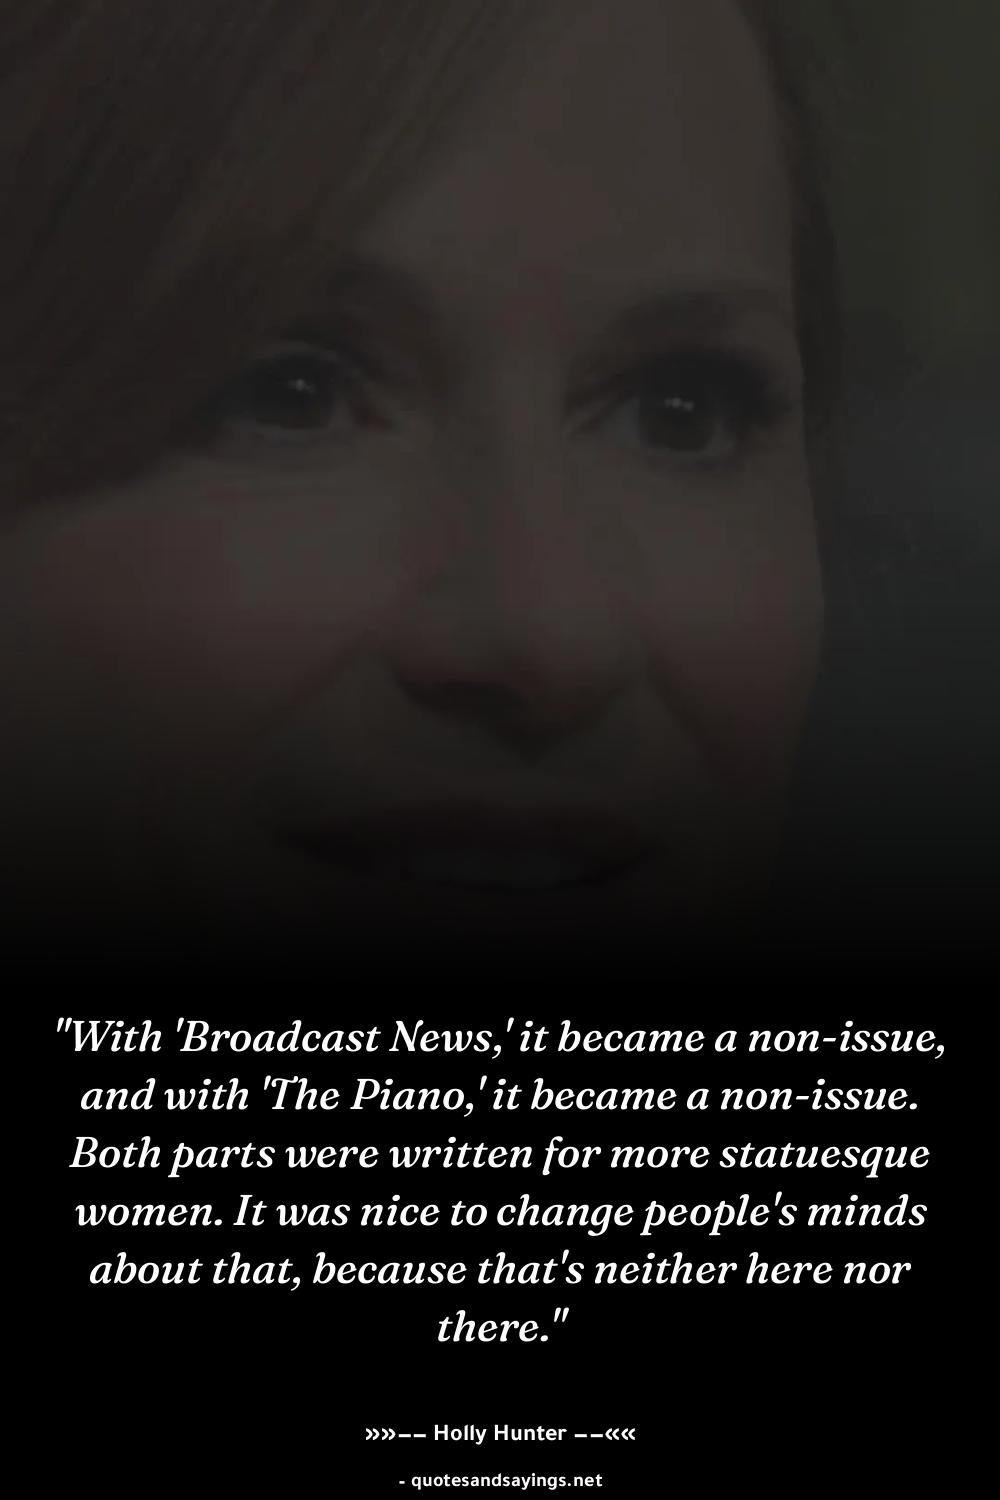 "With 'Broadcast News,' it became a non-issue,
and with 'The Piano,' it became a non-issue.
Both parts were written for more statuesque
women. It was nice to change people's minds
about that, because that's neither here nor
there."
»»–– Holly Hunter ––««
- quotesandsayings.net